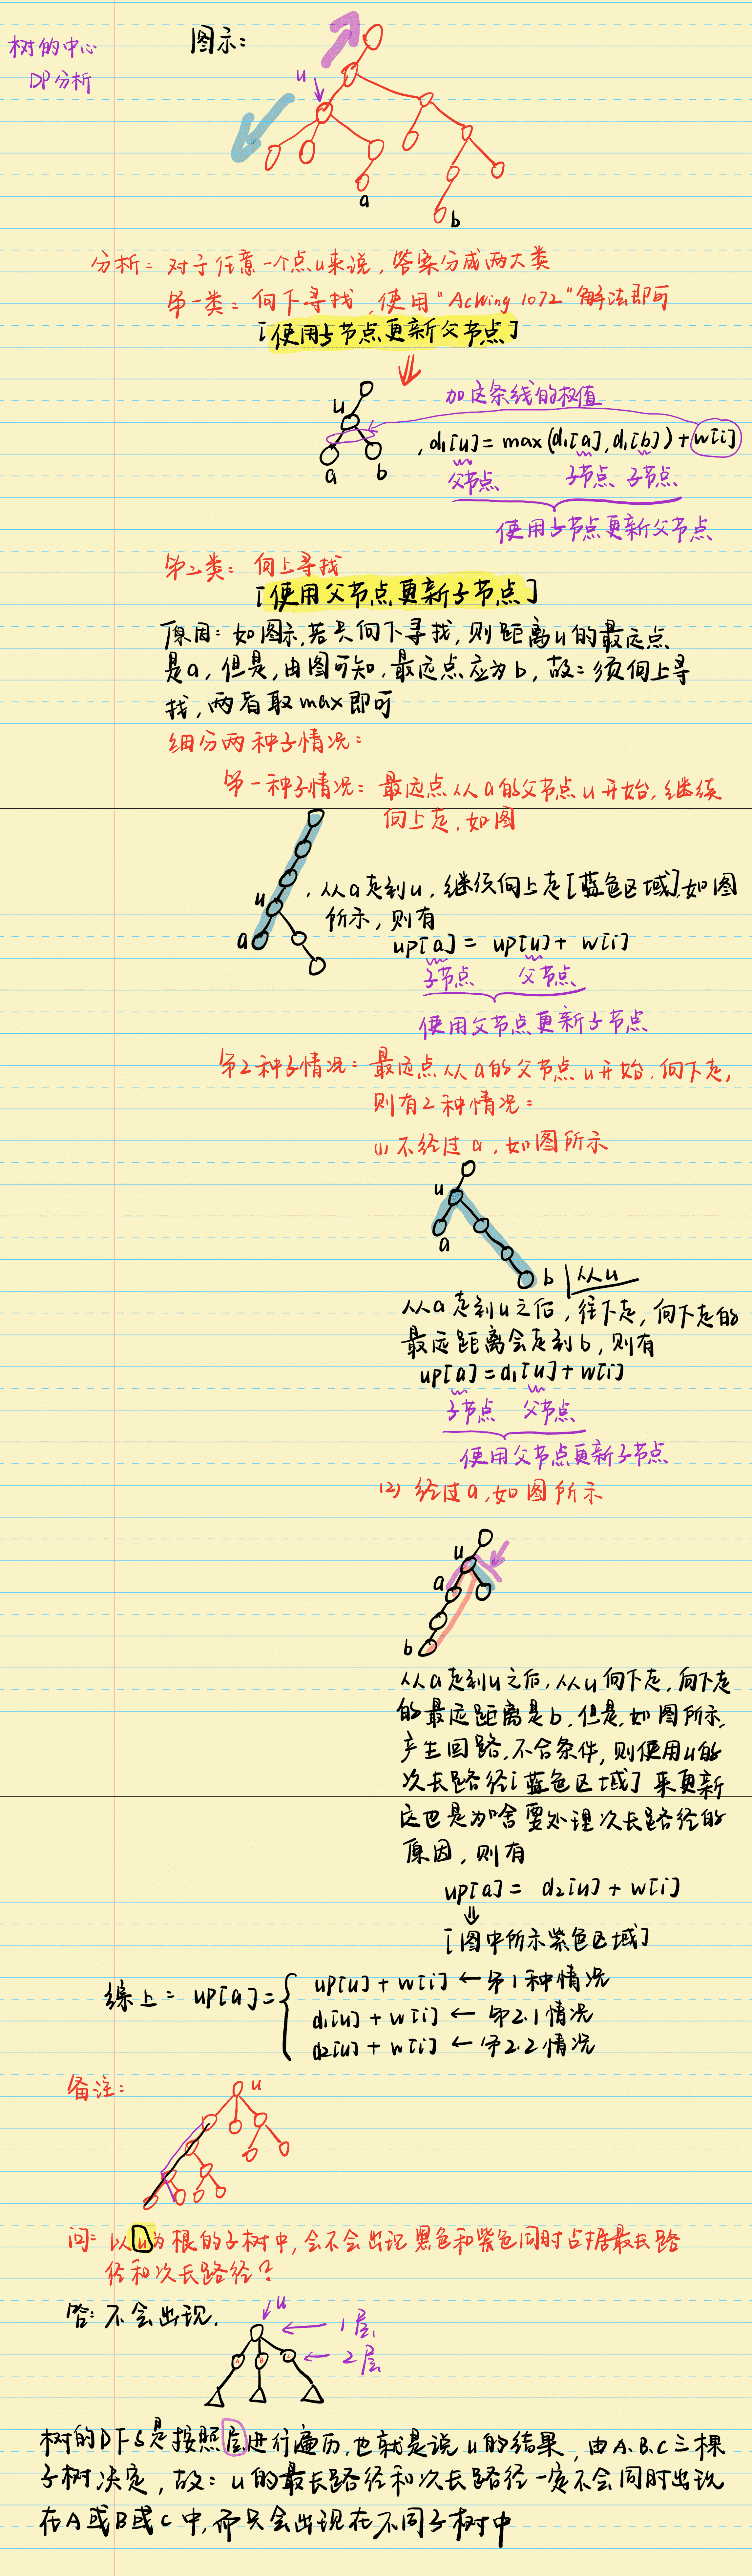 树的中心
DP分析
图示:
u
a
b
分析: 对于任意一个点u来说, 答案分成两大类
第一类: 向下寻找, 使用"AcWing 1072"解法即可
[使用子节点更新父节点]
加这条线的权值
u
a
b
, d1[u] = max(d1[a], d1[b]) + w[i]
父节点 子节点 子节点
使用子节点更新父节点
第二类: 向上寻找
[使用父节点更新子节点]
原因: 如图示, 若只向下寻找, 则距离u的最远点
是a, 但是, 由图可知, 最远点应为b, 故: 须向上寻
找, 两者取max即可
细分两种子情况:
第一种子情况: 最远点从a的父节点u开始, 继续
向上走, 如图
u
a
, 从a走到u, 继续向上走[蓝色区域], 如图
所示, 则有
up[a] = up[u] + w[i]
子节点 父节点
使用父节点更新子节点
第2种子情况: 最远点从a的父节点u开始, 向下走,
则有2种情况:
(1) 不经过a, 如图所示
u
a
b
从u
从a走到u之后, 往下走, 向下走的
最远距离会走到b, 则有
up[a] = d1[u] + w[i]
子节点 父节点
使用父节点更新子节点
(2) 经过a, 如图所示
u
a
b
从a走到u之后, 从u向下走, 向下走
的最远距离是b, 但是, 如图所示,
产生回路, 不合条件, 则使用u的
次长路径[蓝色区域] 来更新
这也是为啥要处理次长路径的
原因, 则有
up[a] = d2[u] + w[i]
⇓
[图中所示紫色区域]
综上: up[a] = {
up[u] + w[i] ← 第1种情况
d1[u] + w[i] ← 第2.1情况
d2[u] + w[i] ← 第2.2情况
备注:
u
问: 以u为根的子树中, 会不会出现黑色和紫色同时占据最长路
径和次长路径?
答: 不会出现.
u
← 1层
← 2层
树的DFS是按照层进行遍历, 也就是说u的结果, 由A.B.C三棵
子树决定, 故: u的最长路径和次长路径一定不会同时出现
在A或B或C中, 而只会出现在不同子树中